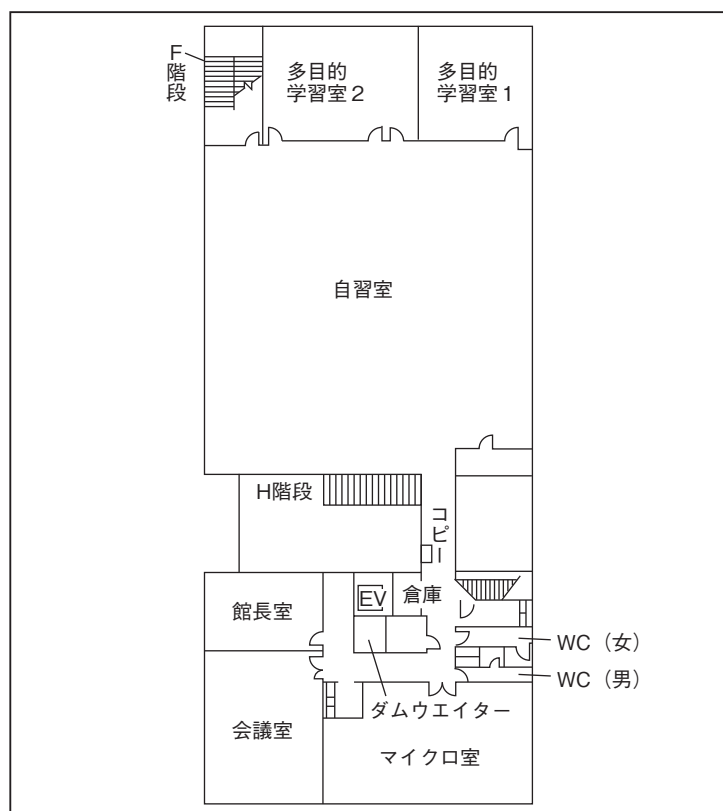 F階段
多目的
学習室2
多目的
学習室1
自習室
H階段
コピー
館長室
EV
倉庫
WC（女）
WC（男）
ダムウエイター
会議室
マイクロ室